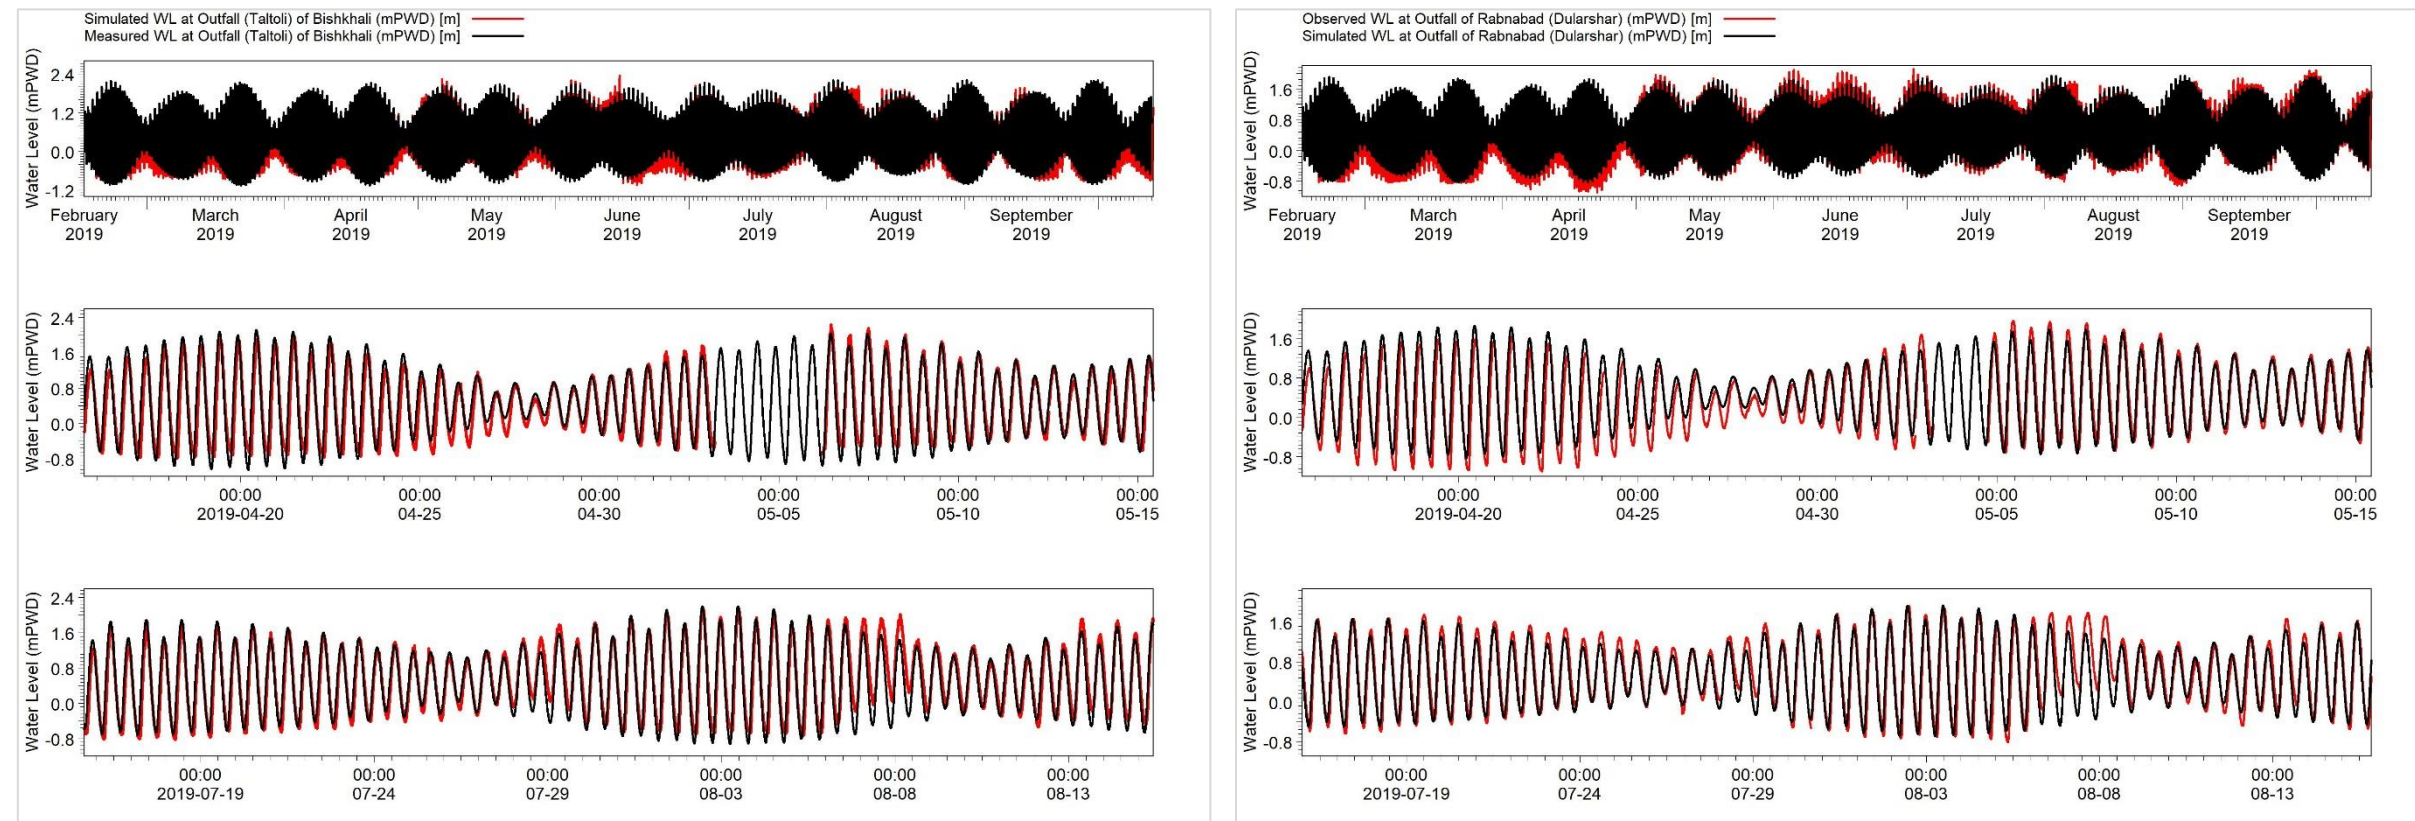 Simulated WL at Outfall (Taltoli) of Bishkhali (mPWD) [m]
Measured WL at Outfall (Taltoli) of Bishkhali (mPWD) [m]
Water Level (mPWD)
2.4
1.2
0.0
-1.2
February March April May June July August September
2019 2019 2019 2019 2019 2019 2019 2019
Water Level (mPWD)
2.4
1.6
0.8
0.0
-0.8
00:00 00:00 00:00 00:00 00:00 00:00
2019-04-20 04-25 04-30 05-05 05-10 05-15
Water Level (mPWD)
2.4
1.6
0.8
0.0
-0.8
00:00 00:00 00:00 00:00 00:00 00:00
2019-07-19 07-24 07-29 08-03 08-08 08-13
Observed WL at Outfall of Rabnabad (Dularshar) (mPWD) [m]
Simulated WL at Outfall of Rabnabad (Dularshar) (mPWD) [m]
Water Level (mPWD)
1.6
0.8
0.0
-0.8
February March April May June July August September
2019 2019 2019 2019 2019 2019 2019 2019
Water Level (mPWD)
1.6
0.8
0.0
-0.8
00:00 00:00 00:00 00:00 00:00 00:00
2019-04-20 04-25 04-30 05-05 05-10 05-15
Water Level (mPWD)
1.6
0.8
0.0
-0.8
00:00 00:00 00:00 00:00 00:00 00:00
2019-07-19 07-24 07-29 08-03 08-08 08-13